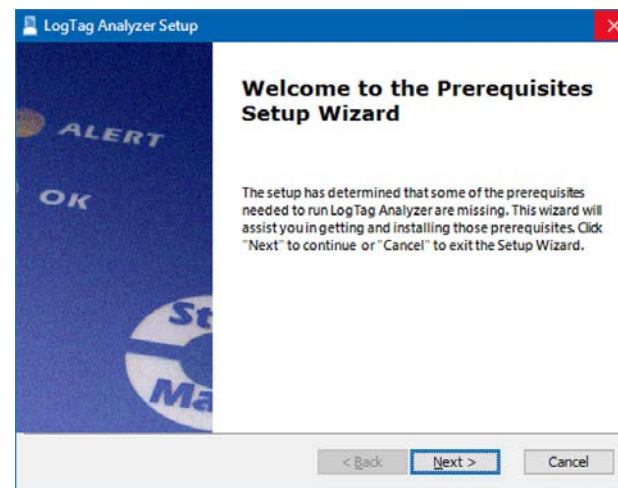 LogTag Analyzer Setup
ALERT
OK
Welcome to the Prerequisites
Setup Wizard
The setup has determined that some of the prerequisites
needed to run LogTag Analyzer are missing. This wizard will
assist you in getting and installing those prerequisites. Click
"Next" to continue or "Cancel" to exit the Setup Wizard.
St
Ma
< Back
Next >
Cancel